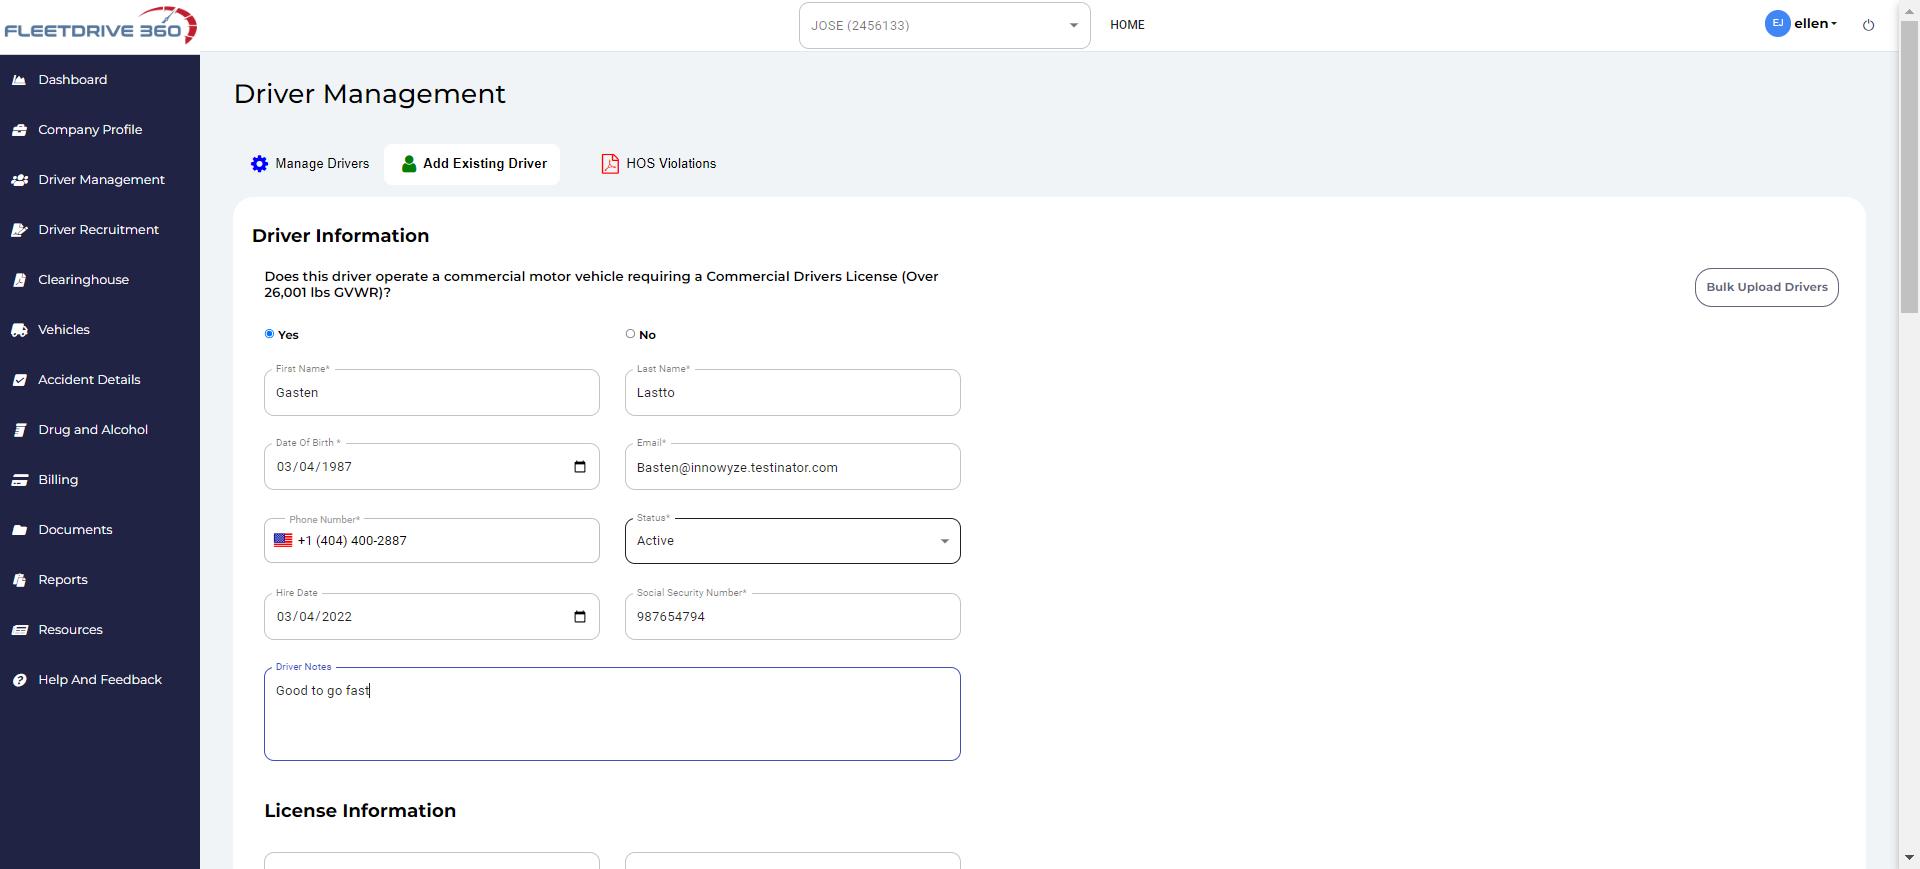 FLEETDRIVE 360
JOSE (2456133)
HOME
EJ
ellen
Dashboard
Company Profile
Driver Management
Driver Recruitment
Clearinghouse
Vehicles
Accident Details
Drug and Alcohol
Billing
Documents
Reports
Resources
Help And Feedback
Driver Management
Manage Drivers
Add Existing Driver
HOS Violations
Driver Information
Does this driver operate a commercial motor vehicle requiring a Commercial Drivers License (Over
26,001 lbs GVWR)?
Bulk Upload Drivers
Yes
No
First Name*
Gasten
Last Name*
Lastto
Date Of Birth *
03/04/1987
Email*
Basten@innowyze.testinator.com
Phone Number*
+1 (404) 400-2887
Status*
Active
Hire Date
03/04/2022
Social Security Number*
987654794
Driver Notes
Good to go fast
License Information